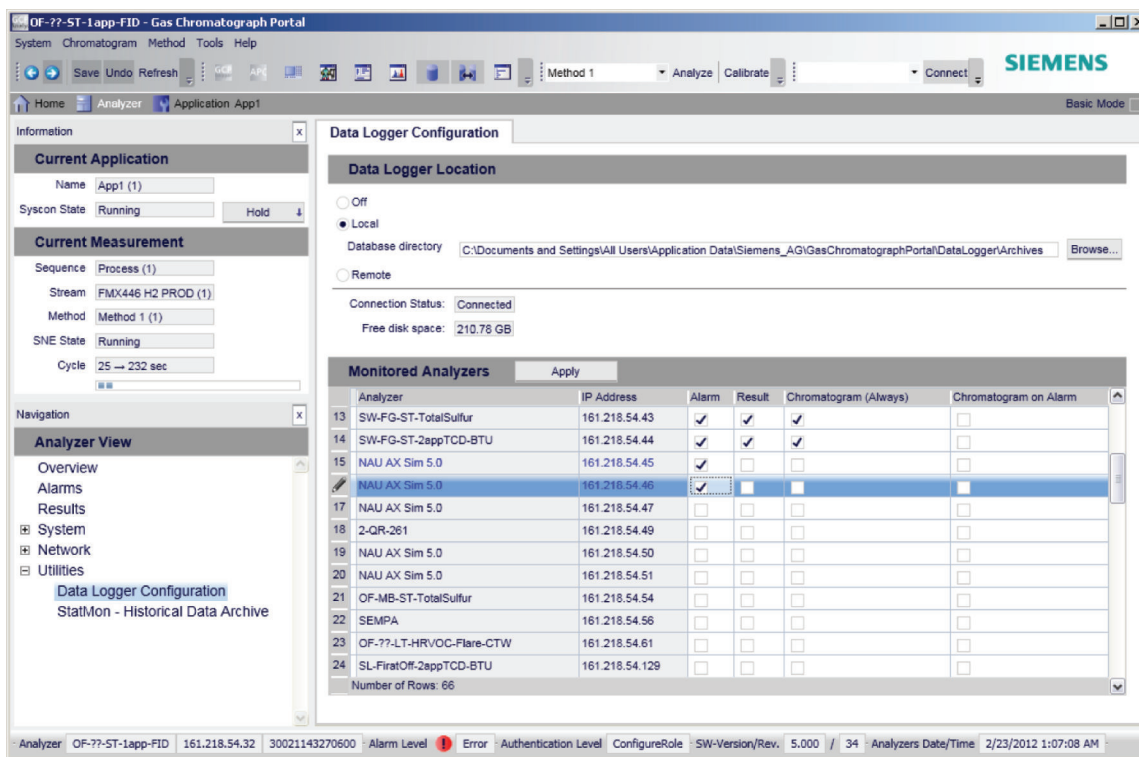 OF-??-ST-1app-FID - Gas Chromatograph Portal
System Chromatogram Method Tools Help
Save Undo Refresh Method 1 Analyze Calibrate Connect
SIEMENS
Home Analyzer Application App1 Basic Mode
Information x
Current Application
Name App1 (1)
Syscon State Running Hold
Current Measurement
Sequence Process (1)
Stream FMX446 H2 PROD (1)
Method Method 1 (1)
SNE State Running
Cycle 25 → 232 sec
Navigation x
Analyzer View
Overview
Alarms
Results
System
Network
Utilities
Data Logger Configuration
StatMon - Historical Data Archive
Data Logger Configuration
Data Logger Location
Off
Local
Database directory C:\Documents and Settings\All Users\Application Data\Siemens_AG\GasChromatographPortal\DataLogger\Archives Browse...
Remote
Connection Status: Connected
Free disk space: 210.78 GB
Monitored Analyzers Apply
Analyzer IP Address Alarm Result Chromatogram (Always) Chromatogram on Alarm
13 SW-FG-ST-TotalSulfur 161.218.54.43
14 SW-FG-ST-2appTCD-BTU 161.218.54.44
15 NAU AX Sim 5.0 161.218.54.45
NAU AX Sim 5.0 161.218.54.46
17 NAU AX Sim 5.0 161.218.54.47
18 2-QR-261 161.218.54.49
19 NAU AX Sim 5.0 161.218.54.50
20 NAU AX Sim 5.0 161.218.54.51
21 OF-MB-ST-TotalSulfur 161.218.54.54
22 SEMPA 161.218.54.56
23 OF-??-LT-HRVOC-Flare-CTW 161.218.54.61
24 SL-FiratOff-2appTCD-BTU 161.218.54.129
Number of Rows: 66
Analyzer OF-??-ST-1app-FID 161.218.54.32 30021143270600 Alarm Level Error Authentication Level ConfigureRole SW-Version/Rev. 5.000 / 34 Analyzers Date/Time 2/23/2012 1:07:08 AM